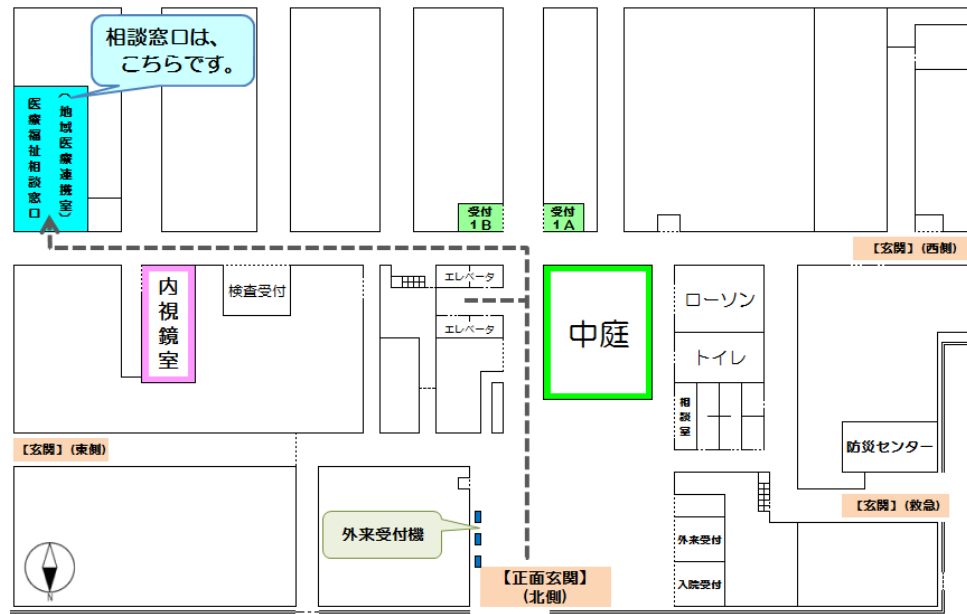 相談窓口は、
こちらです。
医療福祉相談窓口
(地域医療連携室)
受付
1B
受付
1A
【玄関】(西側)
内視鏡室
検査受付
エレベータ
エレベータ
中庭
ローソン
トイレ
相談室
防災センター
【玄関】(東側)
【玄関】(救急)
外来受付機
外来受付
入院受付
【正面玄関】
(北側)